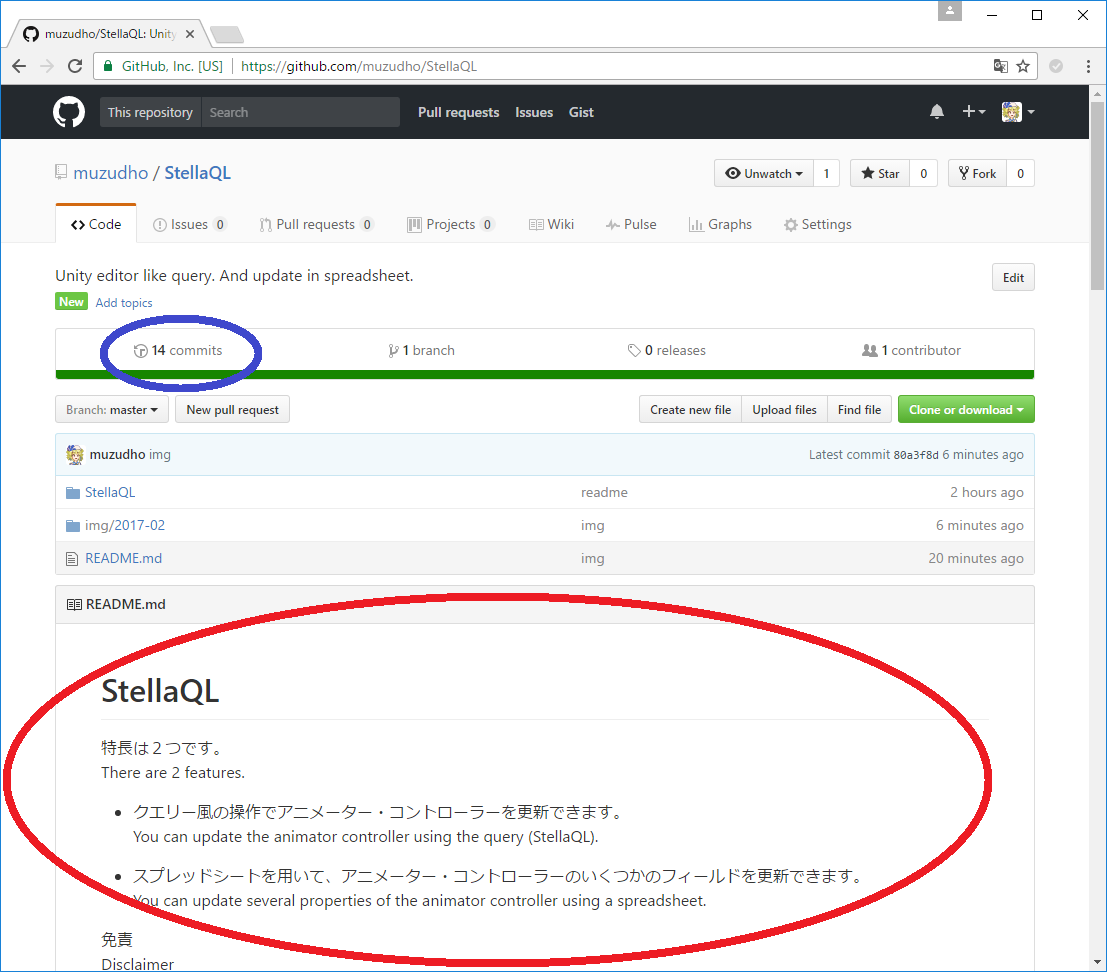 muzudho/StellaQL: Unity
GitHub, Inc. [US] https://github.com/muzudho/StellaQL
This repository Search Pull requests Issues Gist
muzudho / StellaQL Unwatch 1 Star 0 Fork 0
Code Issues 0 Pull requests 0 Projects 0 Wiki Pulse Graphs Settings
Unity editor like query. And update in spreadsheet. Edit
New Add topics
14 commits 1 branch 0 releases 1 contributor
Branch: master New pull request Create new file Upload files Find file Clone or download
muzudho img Latest commit 80a3f8d 6 minutes ago
StellaQL readme 2 hours ago
img/2017-02 img 6 minutes ago
README.md img 20 minutes ago
README.md
StellaQL
特長は２つです。
There are 2 features.
• クエリー風の操作でアニメーター・コントローラーを更新できます。
You can update the animator controller using the query (StellaQL).
• スプレッドシートを用いて、アニメーター・コントローラーのいくつかのフィールドを更新できます。
You can update several properties of the animator controller using a spreadsheet.
免責
Disclaimer